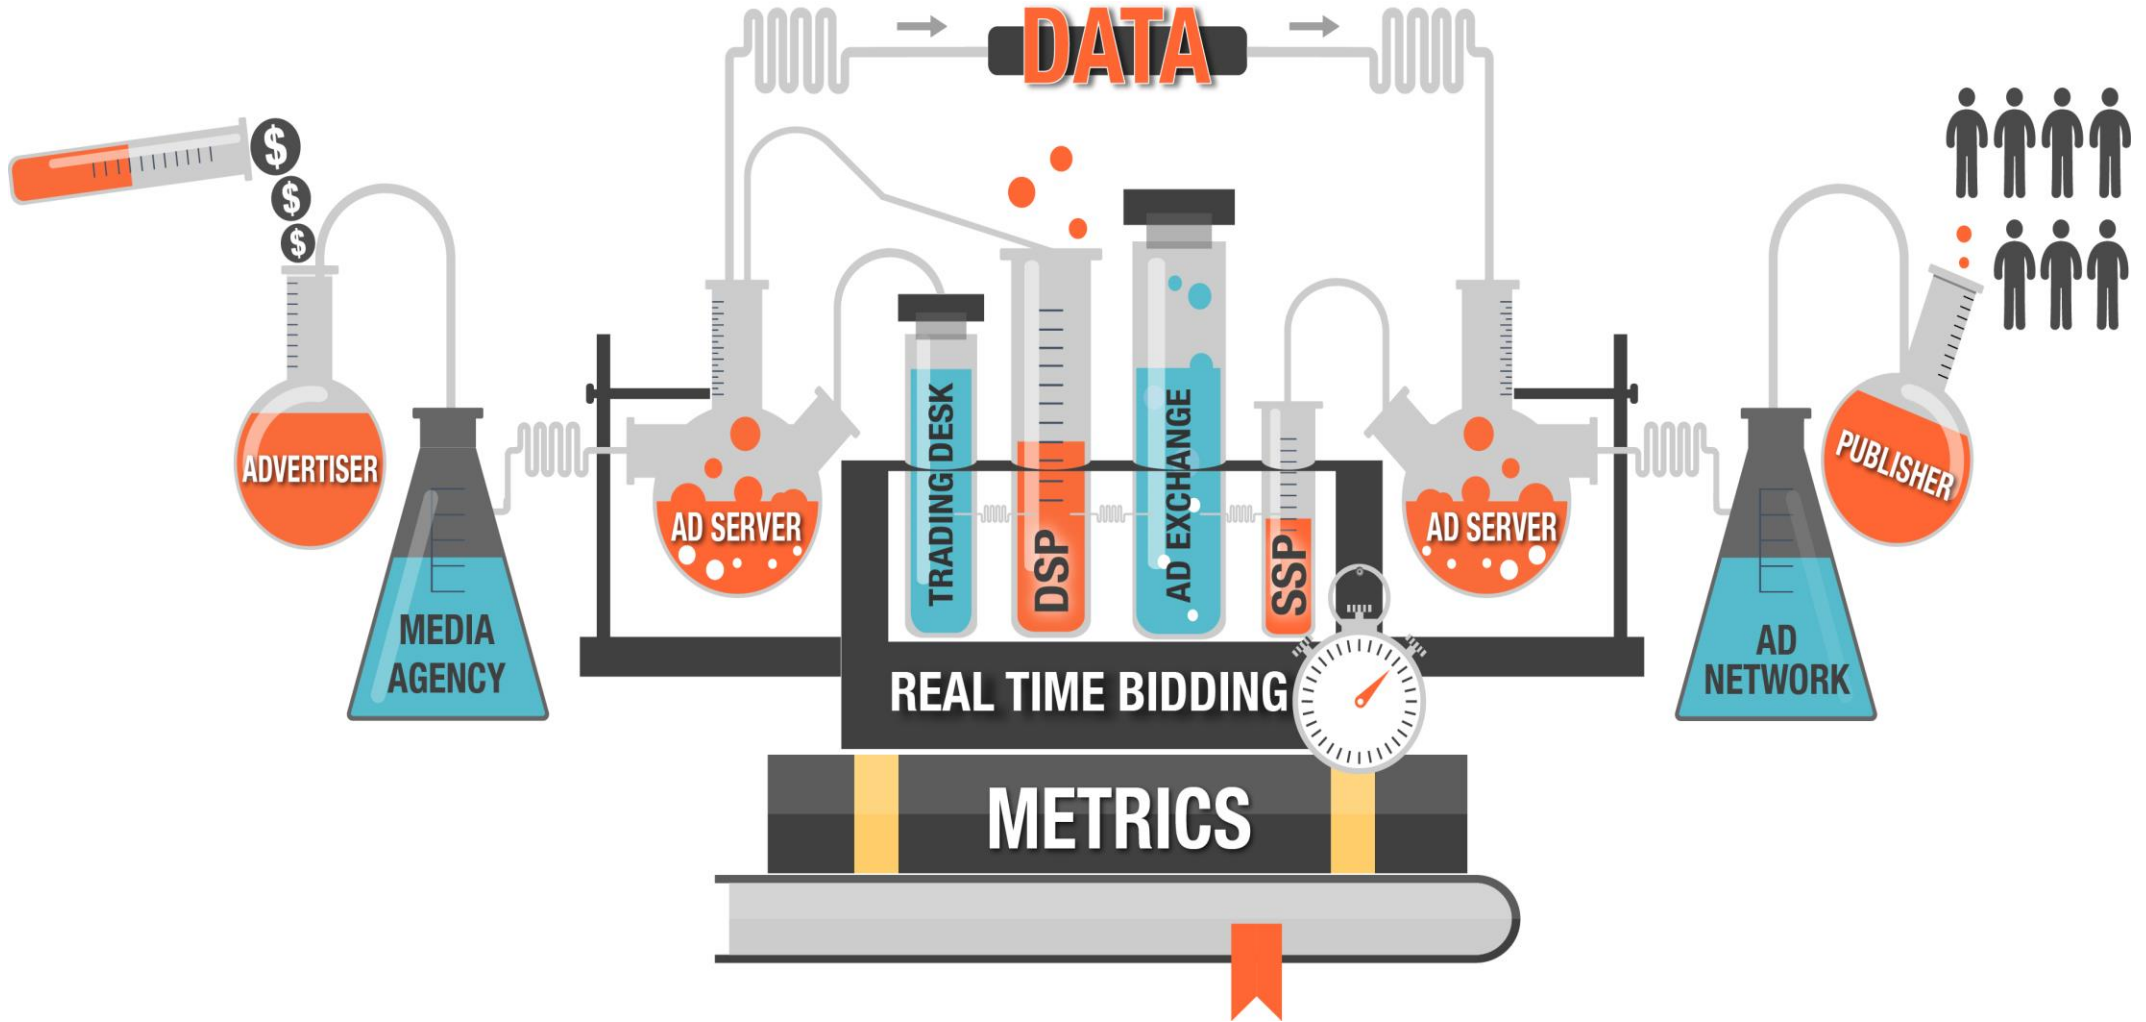 DATA
$
$
$
ADVERTISER
MEDIA
AGENCY
AD SERVER
TRADING DESK
DSP
AD EXCHANGE
SSP
AD SERVER
PUBLISHER
AD
NETWORK
REAL TIME BIDDING
METRICS